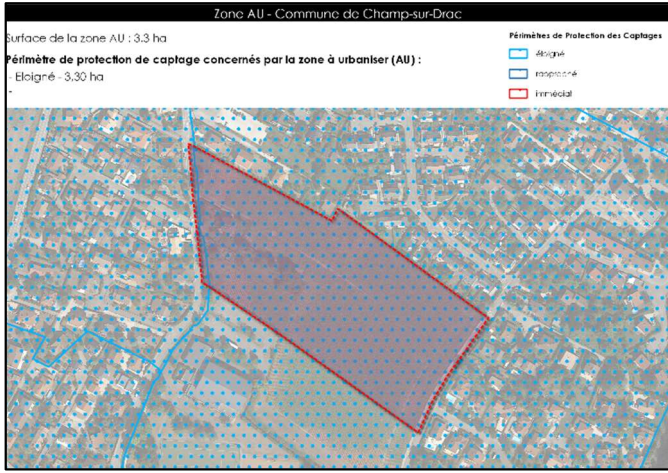 Zone AU - Commune de Champ-sur-Drac
Surface de la zone AU : 3.3 ha
Périmètre de protection de captage concernés par la zone à urbaniser (AU) :
- Eloigné - 3,30 ha
-
Périmètres de Protection des Captages
éloigné
rapproché
immédiat